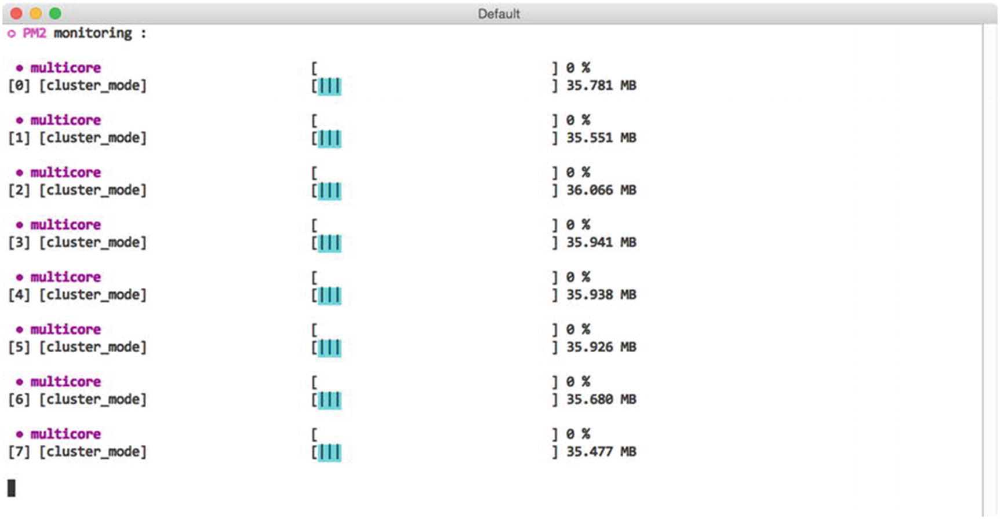 Default
○ PM2 monitoring :
● multicore [ ] 0 %
[0] [cluster_mode] [||| ] 35.781 MB
● multicore [ ] 0 %
[1] [cluster_mode] [||| ] 35.551 MB
● multicore [ ] 0 %
[2] [cluster_mode] [||| ] 36.066 MB
● multicore [ ] 0 %
[3] [cluster_mode] [||| ] 35.941 MB
● multicore [ ] 0 %
[4] [cluster_mode] [||| ] 35.938 MB
● multicore [ ] 0 %
[5] [cluster_mode] [||| ] 35.926 MB
● multicore [ ] 0 %
[6] [cluster_mode] [||| ] 35.680 MB
● multicore [ ] 0 %
[7] [cluster_mode] [||| ] 35.477 MB